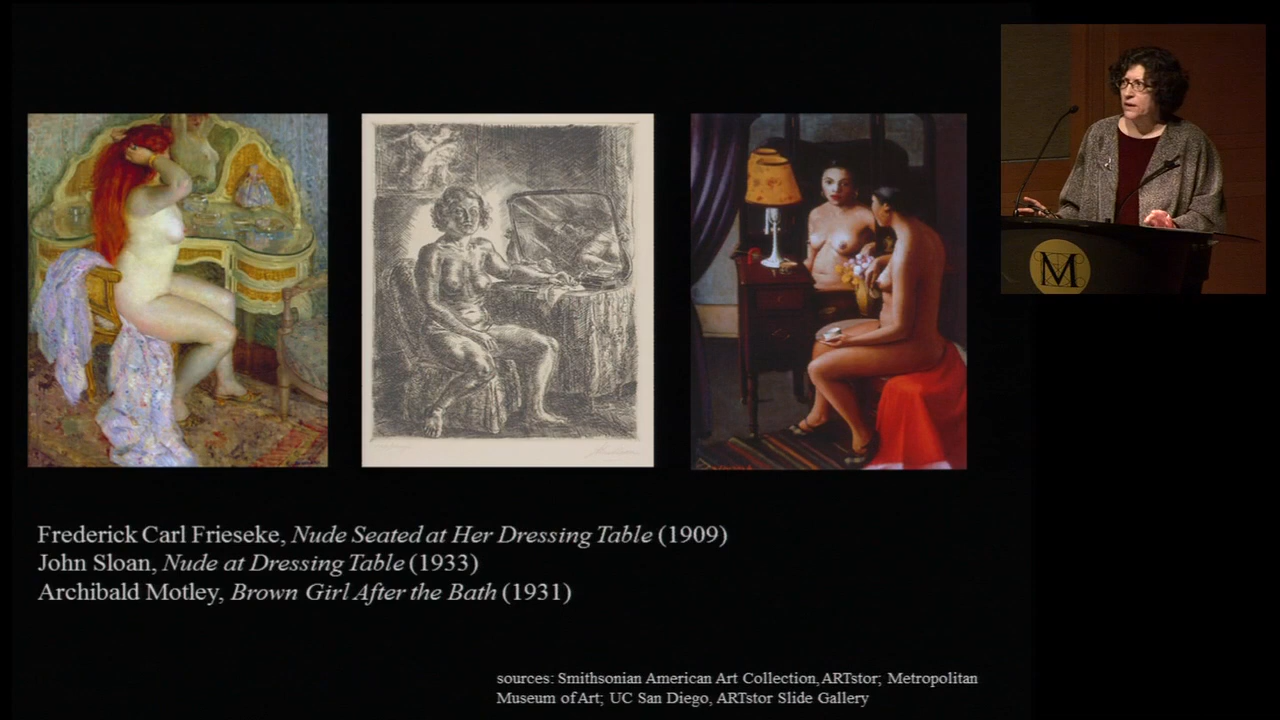 M
Frederick Carl Frieseke, Nude Seated at Her Dressing Table (1909)
John Sloan, Nude at Dressing Table (1933)
Archibald Motley, Brown Girl After the Bath (1931)
sources: Smithsonian American Art Collection, ARTstor; Metropolitan
Museum of Art; UC San Diego, ARTstor Slide Gallery